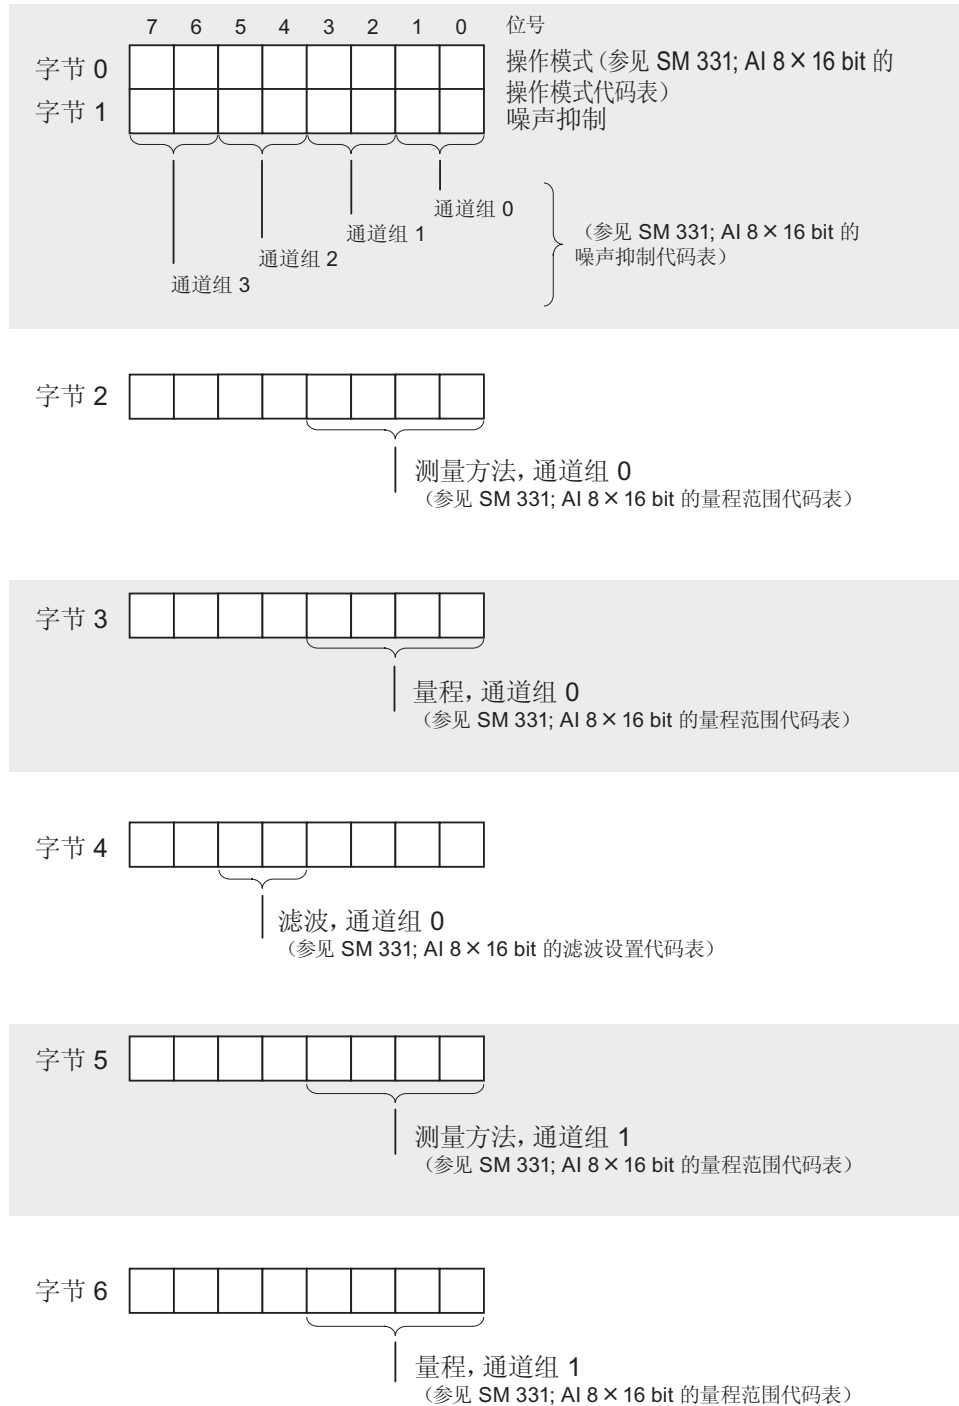 7 6 5 4 3 2 1 0 位号
字节 0
操作模式(参见 SM 331; AI 8×16 bit 的
操作模式代码表)
字节 1
噪声抑制
通道组 0
通道组 1
通道组 2
通道组 3
(参见 SM 331; AI 8×16 bit 的
噪声抑制代码表)
字节 2
测量方法, 通道组 0
(参见 SM 331; AI 8×16 bit 的量程范围代码表)
字节 3
量程, 通道组 0
(参见 SM 331; AI 8×16 bit 的量程范围代码表)
字节 4
滤波, 通道组 0
(参见 SM 331; AI 8×16 bit 的滤波设置代码表)
字节 5
测量方法, 通道组 1
(参见 SM 331; AI 8×16 bit 的量程范围代码表)
字节 6
量程, 通道组 1
(参见 SM 331; AI 8×16 bit 的量程范围代码表)